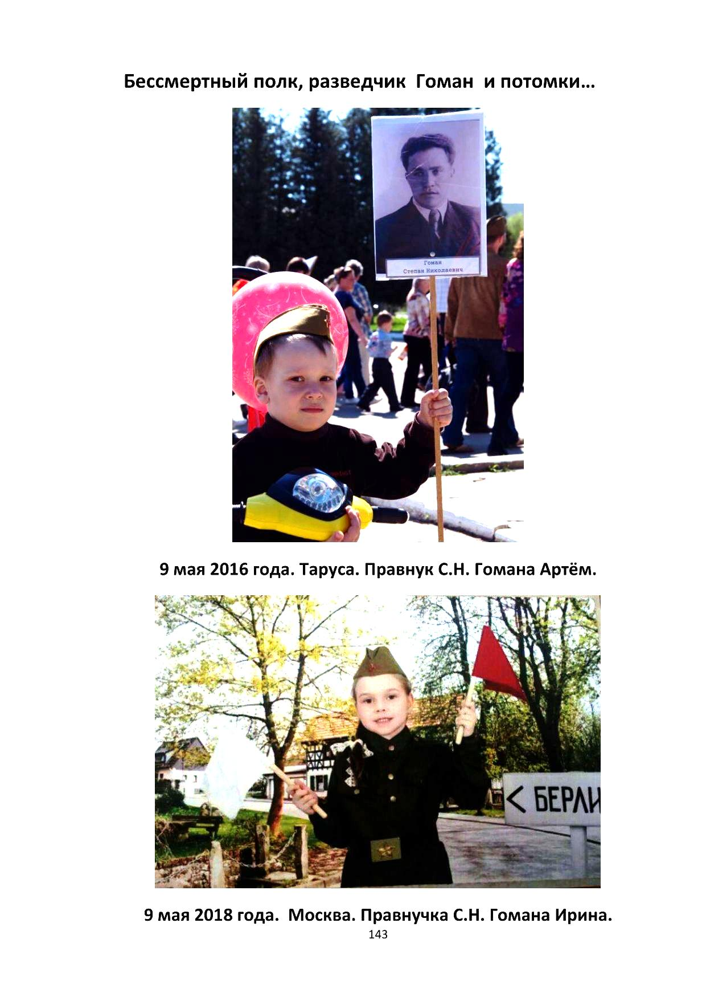 Бессмертный полк, разведчик Гоман и потомки...
Гоман
Степан Николаевич
9 мая 2016 года. Таруса. Правнук С.Н. Гомана Артём.
< БЕРЛИ
9 мая 2018 года. Москва. Правнучка С.Н. Гомана Ирина.
143